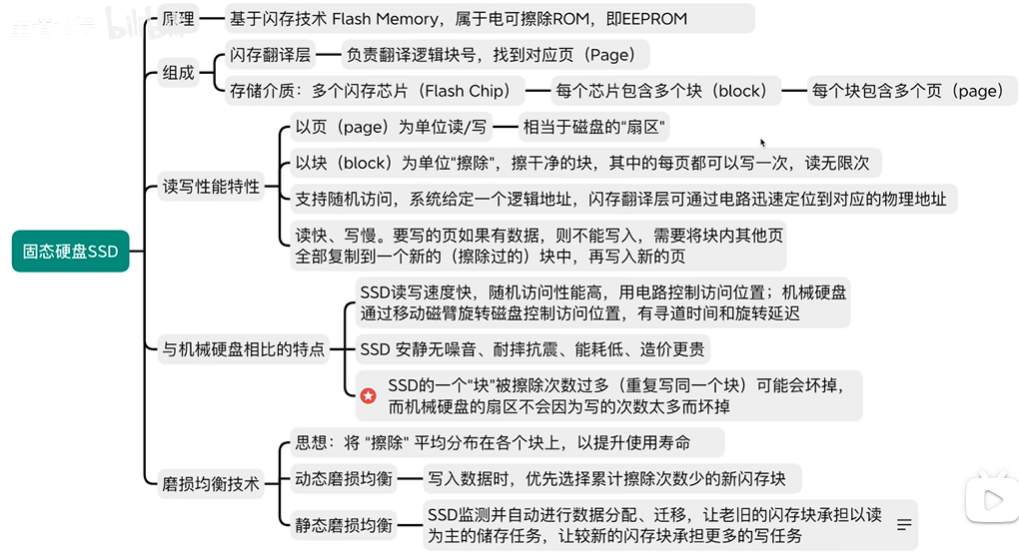 原理
基于闪存技术 Flash Memory，属于电可擦除ROM，即EEPROM
组成
闪存翻译层
负责翻译逻辑块号，找到对应页（Page）
存储介质：多个闪存芯片（Flash Chip）
每个芯片包含多个块（block）
每个块包含多个页（page）
固态硬盘SSD
读写性能特性
以页（page）为单位读/写
相当于磁盘的"扇区"
以块（block）为单位"擦除"，擦干净的块，其中的每页都可以写一次，读无限次
支持随机访问，系统给定一个逻辑地址，闪存翻译层可通过电路迅速定位到对应的物理地址
读快、写慢。要写的页如果有数据，则不能写入，需要将块内其他页
全部复制到一个新的（擦除过的）块中，再写入新的页
与机械硬盘相比的特点
SSD读写速度快，随机访问性能高，用电路控制访问位置；机械硬盘
通过移动磁臂旋转磁盘控制访问位置，有寻道时间和旋转延迟
SSD 安静无噪音、耐摔抗震、能耗低、造价更贵
SSD的一个"块"被擦除次数过多（重复写同一个块）可能会坏掉，
而机械硬盘的扇区不会因为写的次数太多而坏掉
磨损均衡技术
思想：将 "擦除" 平均分布在各个块上，以提升使用寿命
动态磨损均衡
写入数据时，优先选择累计擦除次数少的新闪存块
静态磨损均衡
SSD监测并自动进行数据分配、迁移，让老旧的闪存块承担以读
为主的储存任务，让较新的闪存块承担更多的写任务